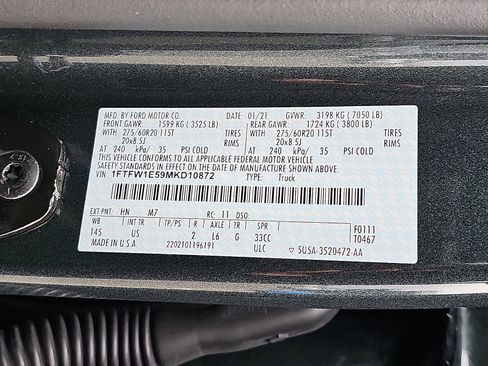 MFD. BY FORD MOTOR CO. DATE: 01/21 GVWR: 3198 KG (7050 LB)
FRONT GAWR: 1599 KG (3525 LB) REAR GAWR: 1724 KG (3800 LB)
WITH 275/60R20 115T TIRES WITH 275/60R20 115T TIRES
20x8.5J RIMS 20x8.5J RIMS
AT 240 kPa/ 35 PSI COLD AT 240 kPa/ 35 PSI COLD
THIS VEHICLE CONFORMS TO ALL APPLICABLE FEDERAL MOTOR VEHICLE
SAFETY STANDARDS IN EFFECT ON THE DATE OF MANUFACTURE SHOWN ABOVE.
VIN: 1FTFW1E59MKD10872 TYPE: Truck
EXT PNT: HN M7 RC: 11 DSO:
WB INT TR R AXLE TR SPR F0111
145 US 2 L6 G 33CC T0467
MADE IN U.S.A. 2202101196191 ULC 5U5A-3520472-AA